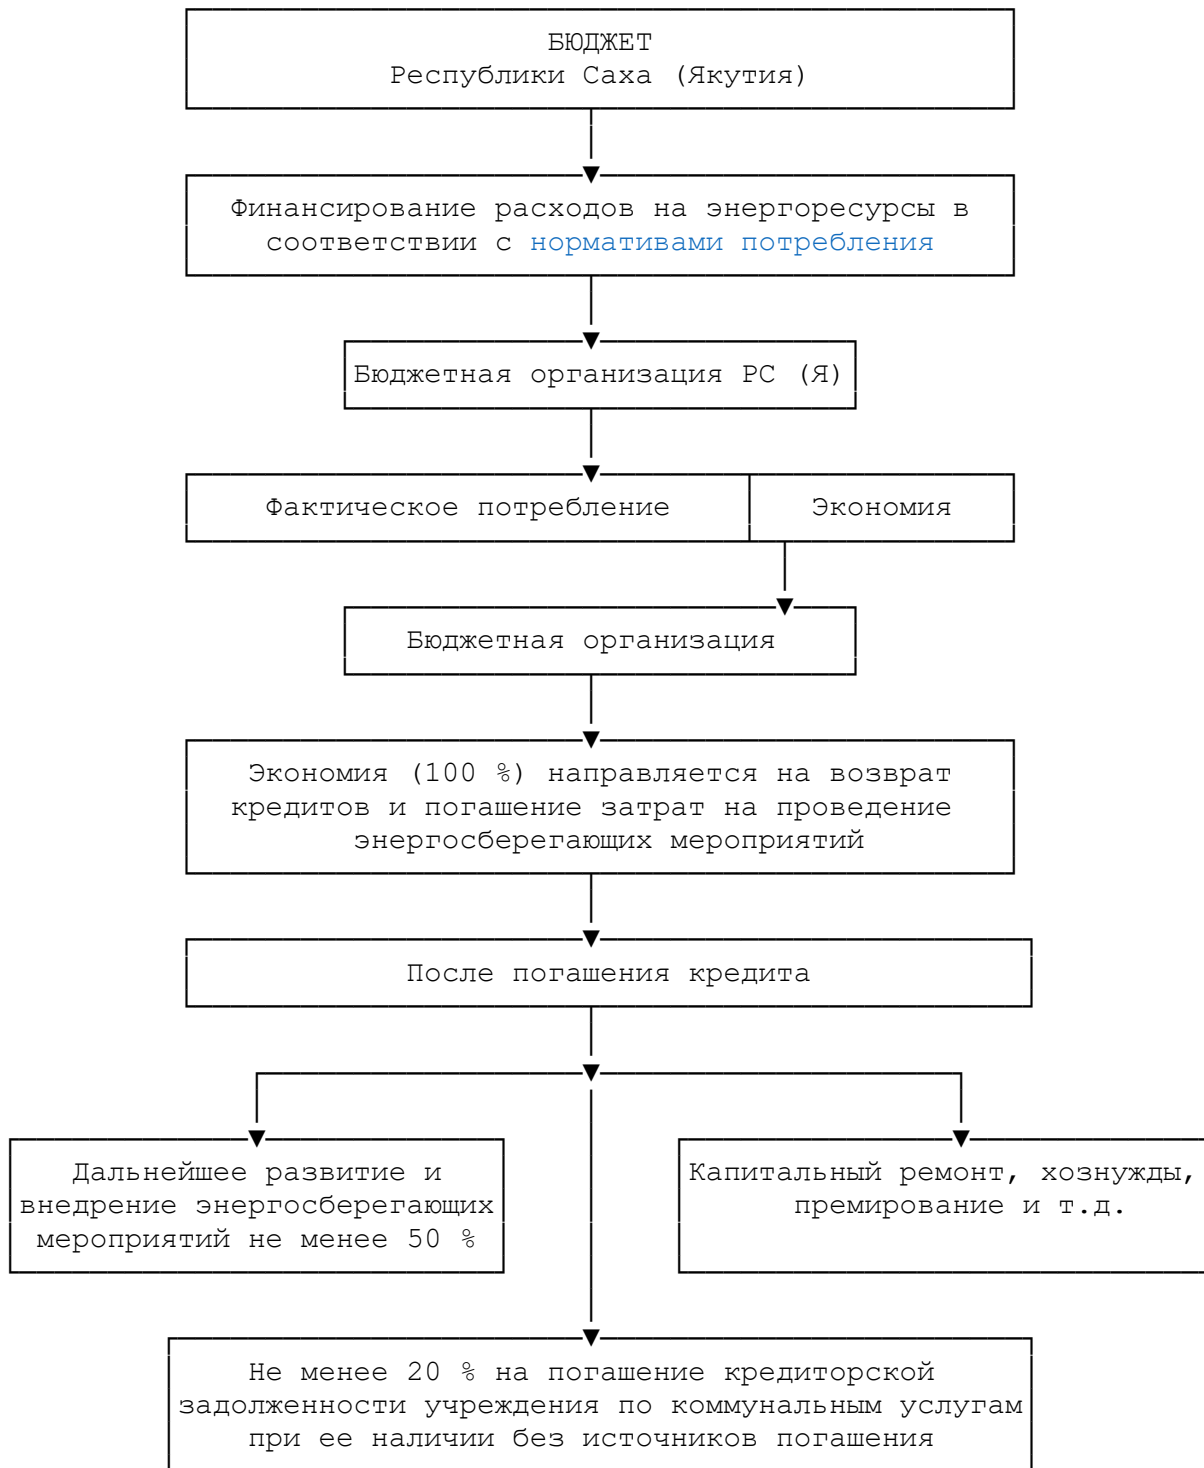 БЮДЖЕТ
Республики Саха (Якутия)
Финансирование расходов на энергоресурсы в
соответствии с нормативами потребления
Бюджетная организация РС (Я)
Фактическое потребление
Экономия
Бюджетная организация
Экономия (100 %) направляется на возврат
кредитов и погашение затрат на проведение
энергосберегающих мероприятий
После погашения кредита
Дальнейшее развитие и
внедрение энергосберегающих
мероприятий не менее 50 %
Капитальный ремонт, хознужды,
премирование и т.д.
Не менее 20 % на погашение кредиторской
задолженности учреждения по коммунальным услугам
при ее наличии без источников погашения